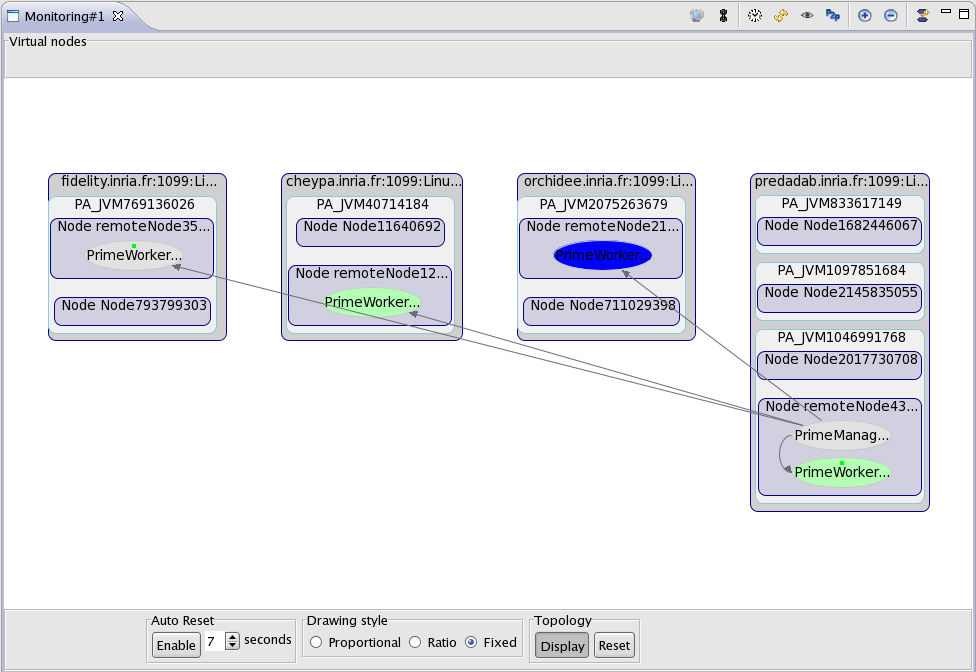 Monitoring#1
P2P
Virtual nodes
fidelity.inria.fr:1099:Li...
PA_JVM769136026
Node remoteNode35...
PrimeWorker...
Node Node793799303
cheypa.inria.fr:1099:Linu...
PA_JVM40714184
Node Node11640692
Node remoteNode12...
PrimeWorker...
orchidee.inria.fr:1099:Li...
PA_JVM2075263679
Node remoteNode21...
PrimeWorker...
Node Node711029398
predadab.inria.fr:1099:Li...
PA_JVM833617149
Node Node1682446067
PA_JVM1097851684
Node Node2145835055
PA_JVM1046991768
Node Node2017730708
Node remoteNode43...
PrimeManag...
PrimeWorker...
Auto Reset
Enable 7 seconds
Drawing style
Proportional Ratio Fixed
Topology
Display Reset